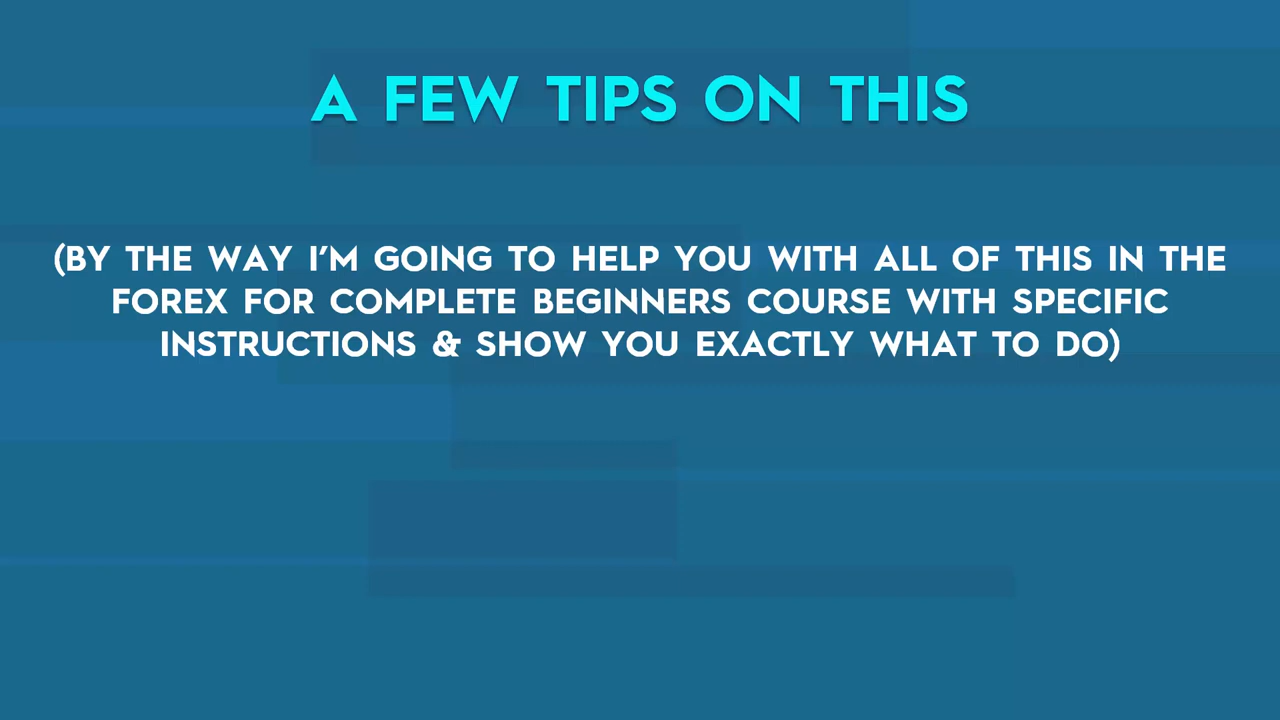 A FEW TIPS ON THIS
(BY THE WAY I'M GOING TO HELP YOU WITH ALL OF THIS IN THE
FOREX FOR COMPLETE BEGINNERS COURSE WITH SPECIFIC
INSTRUCTIONS & SHOW YOU EXACTLY WHAT TO DO)